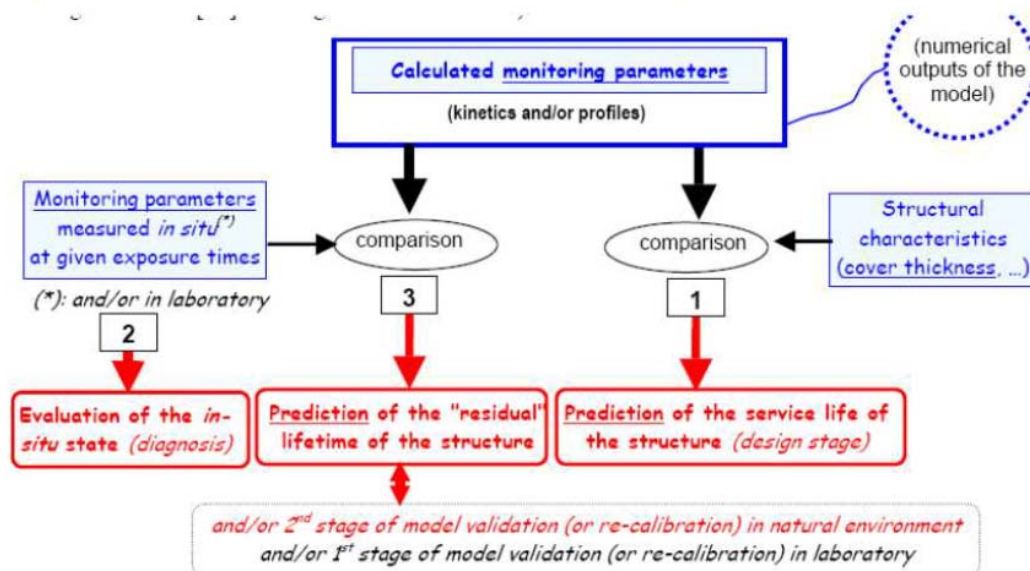 (numerical
outputs of the
model)
Calculated monitoring parameters
(kinetics and/or profiles)
Monitoring parameters
measured in situ(*)
at given exposure times
(*): and/or in laboratory
comparison
comparison
Structural
characteristics
(cover thickness, ...)
2
3
1
Evaluation of the in-
situ state (diagnosis)
Prediction of the "residual"
lifetime of the structure
Prediction of the service life of
the structure (design stage)
and/or 2nd stage of model validation (or re-calibration) in natural environment
and/or 1st stage of model validation (or re-calibration) in laboratory